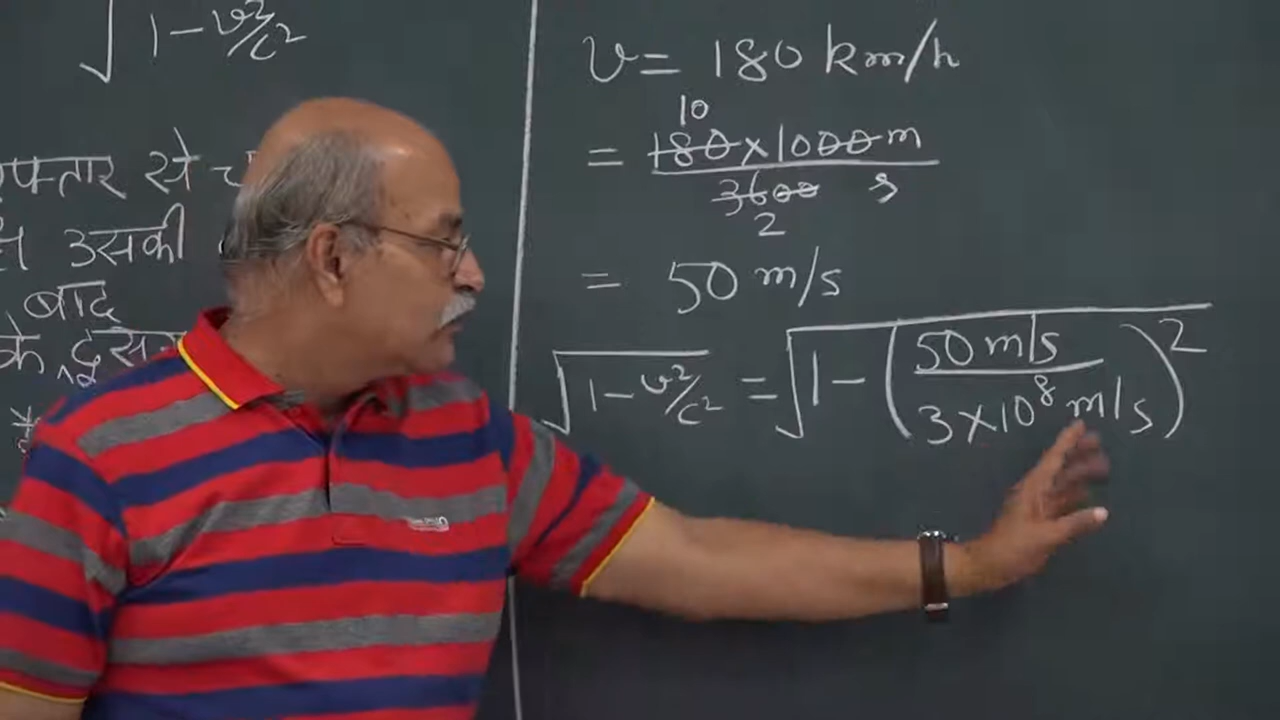 √1-v²/c²
रफ्तार से
उसकी
बाद
के
v = 180 km/h
10
= 180×1000 m
3600 s
2
= 50 m/s
√1-v²/c² = √1-(50 m/s / 3×10⁸ m/s)²